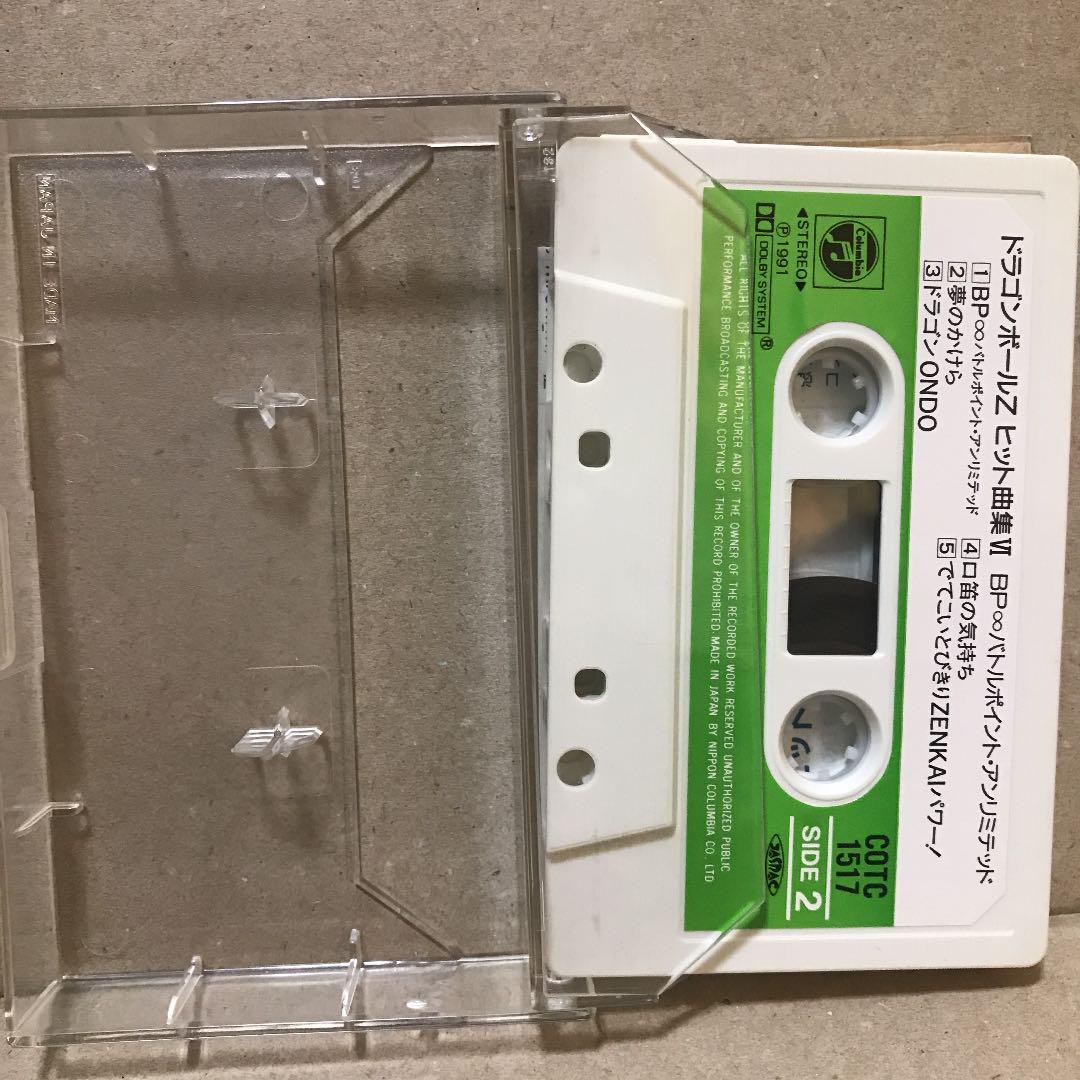 ドラゴンボールZ ヒット曲集Ⅵ BP∞バトルポイント・アンリミテッド
1 BP∞バトルポイント・アンリミテッド
2 夢のかけら
3 ドラゴンONDO
4 口笛の気持ち
5 でてこいとびきりZENKAIパワー!
Columbia
◀STEREO▶
Ⓟ1991
DOLBY SYSTEM®
COTC
1517
SIDE 2
JASRAC
ALL RIGHTS OF THE MANUFACTURER AND OF THE OWNER OF THE RECORDED WORK RESERVED UNAUTHORIZED PUBLIC
PERFORMANCE BROADCASTING AND COPYING OF THIS RECORD PROHIBITED. MADE IN JAPAN BY NIPPON COLUMBIA CO., LTD
MADE IN JAPAN